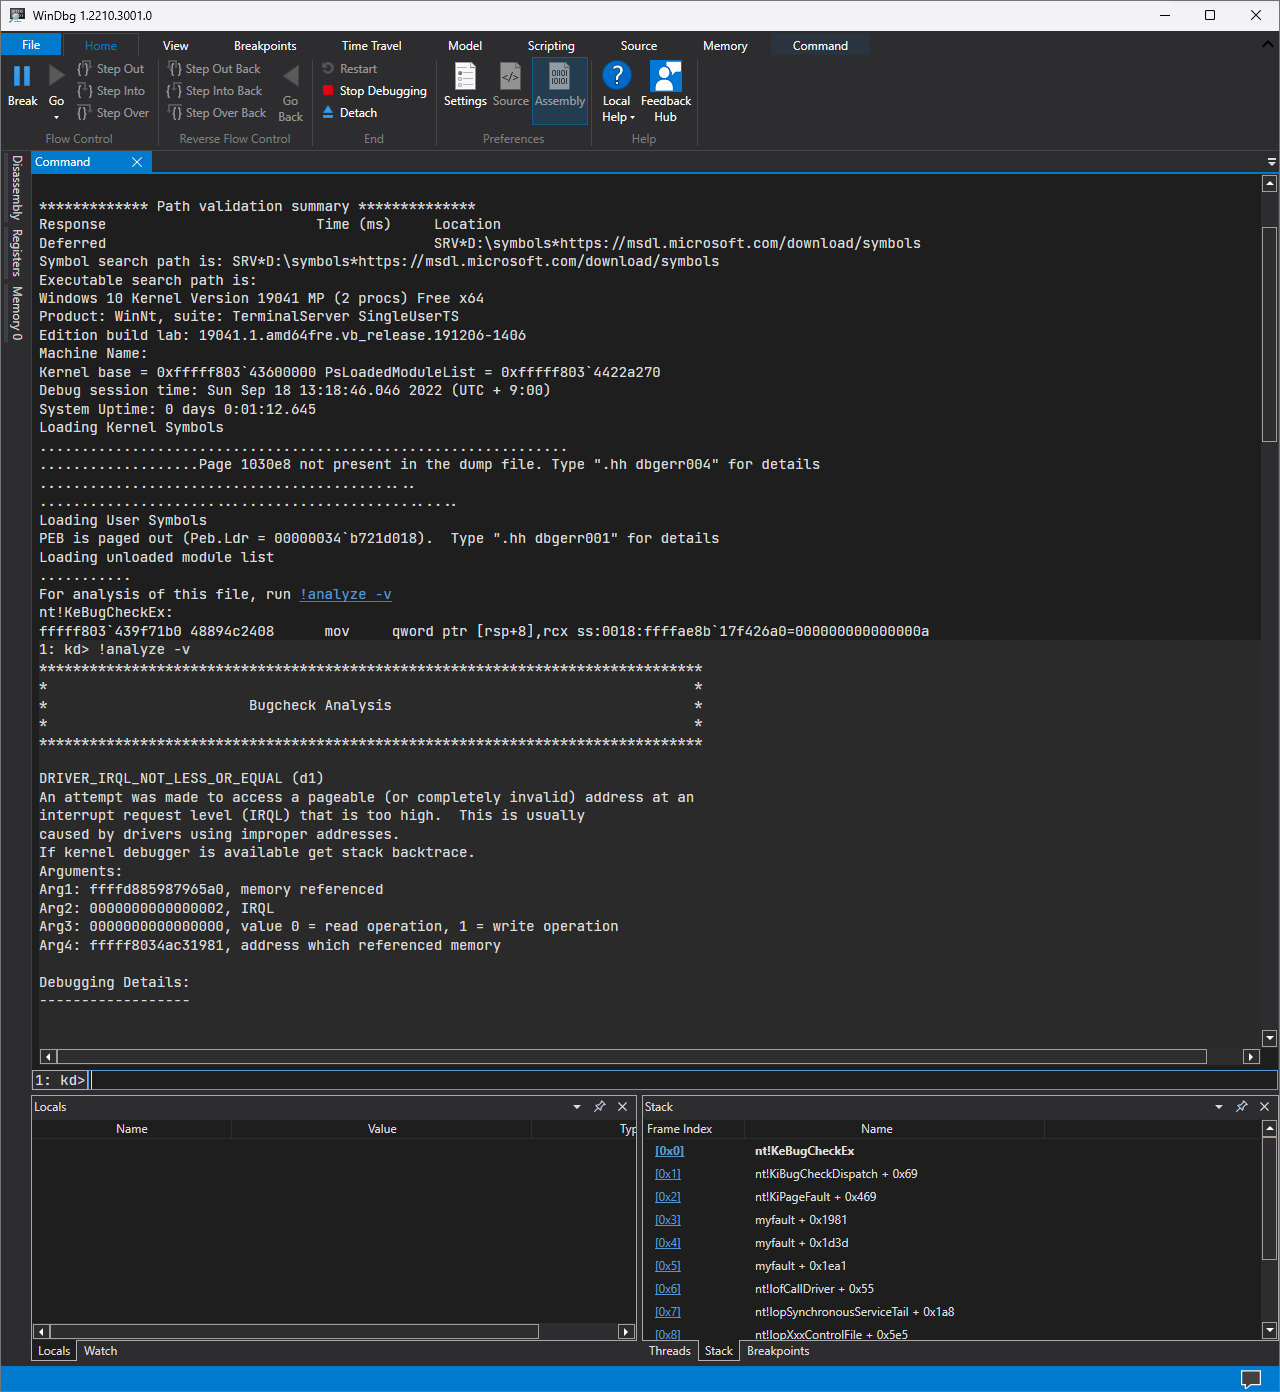 WinDbg 1.2210.3001.0
File Home View Breakpoints Time Travel Model Scripting Source Memory Command
Break
Go
Step Out
Step Into
Step Over
Flow Control
Step Out Back
Step Into Back
Step Over Back
Go Back
Reverse Flow Control
Restart
Stop Debugging
Detach
End
Settings
Source
Assembly
Preferences
Local Help
Feedback Hub
Help
Disassembly
Registers
Memory 0
Command
************* Path validation summary **************
Response                         Time (ms)     Location
Deferred                                       SRV*D:\symbols*https://msdl.microsoft.com/download/symbols
Symbol search path is: SRV*D:\symbols*https://msdl.microsoft.com/download/symbols
Executable search path is:
Windows 10 Kernel Version 19041 MP (2 procs) Free x64
Product: WinNt, suite: TerminalServer SingleUserTS
Edition build lab: 19041.1.amd64fre.vb_release.191206-1406
Machine Name:
Kernel base = 0xfffff803`43600000 PsLoadedModuleList = 0xfffff803`4422a270
Debug session time: Sun Sep 18 13:18:46.046 2022 (UTC + 9:00)
System Uptime: 0 days 0:01:12.645
Loading Kernel Symbols
...............................................................
...................Page 1030e8 not present in the dump file. Type ".hh dbgerr004" for details
.............................................
..................................................
Loading User Symbols
PEB is paged out (Peb.Ldr = 00000034`b721d018).  Type ".hh dbgerr001" for details
Loading unloaded module list
...........
For analysis of this file, run !analyze -v
nt!KeBugCheckEx:
fffff803`439f71b0 48894c2408      mov     qword ptr [rsp+8],rcx ss:0018:ffffae8b`17f426a0=000000000000000a
1: kd> !analyze -v
*******************************************************************************
*                                                                             *
*                        Bugcheck Analysis                                    *
*                                                                             *
*******************************************************************************
DRIVER_IRQL_NOT_LESS_OR_EQUAL (d1)
An attempt was made to access a pageable (or completely invalid) address at an
interrupt request level (IRQL) that is too high.  This is usually
caused by drivers using improper addresses.
If kernel debugger is available get stack backtrace.
Arguments:
Arg1: ffffd885987965a0, memory referenced
Arg2: 0000000000000002, IRQL
Arg3: 0000000000000000, value 0 = read operation, 1 = write operation
Arg4: fffff8034ac31981, address which referenced memory
Debugging Details:
------------------
1: kd>
Locals
Name Value Typ
Locals Watch
Stack
Frame Index Name
[0x0] nt!KeBugCheckEx
[0x1] nt!KiBugCheckDispatch + 0x69
[0x2] nt!KiPageFault + 0x469
[0x3] myfault + 0x1981
[0x4] myfault + 0x1d3d
[0x5] myfault + 0x1ea1
[0x6] nt!IofCallDriver + 0x55
[0x7] nt!IopSynchronousServiceTail + 0x1a8
[0x8] nt!IopXxxControlFile + 0x5e5
Threads Stack Breakpoints